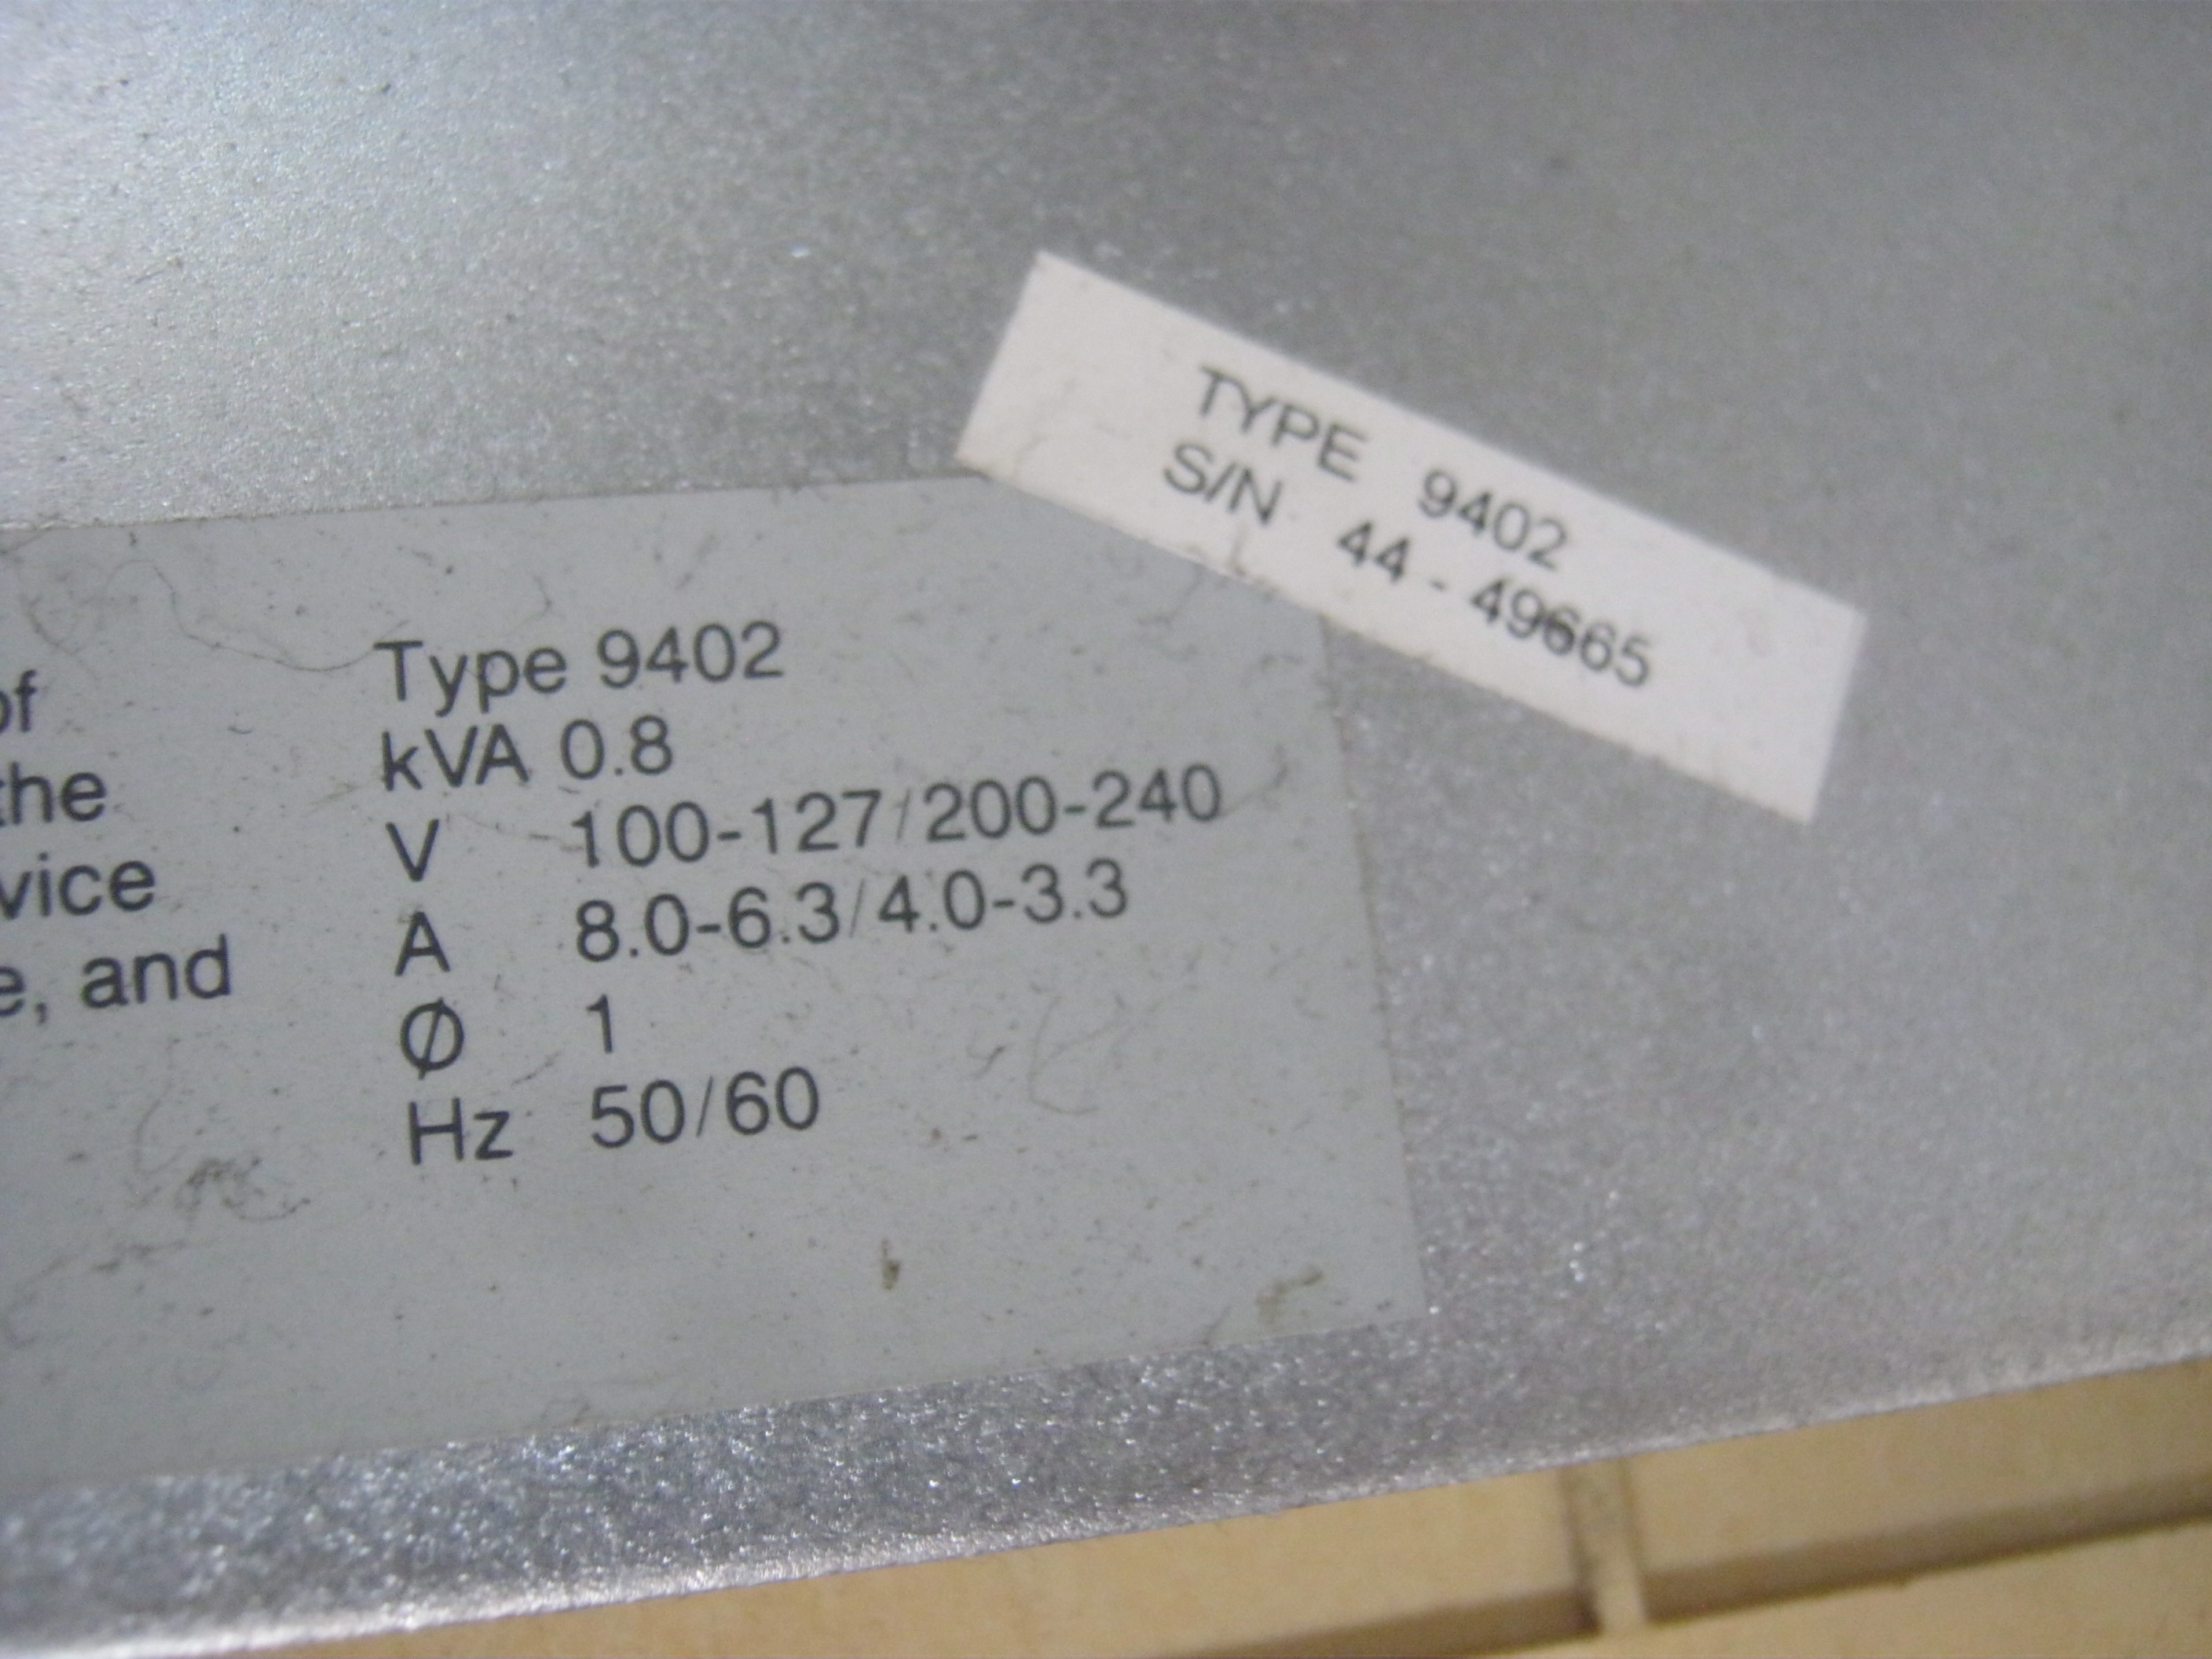 TYPE 9402
S/N 44-49665
of
the
vice
e, and
Type 9402
kVA 0.8
V 100-127/200-240
A 8.0-6.3/4.0-3.3
Ø 1
Hz 50/60